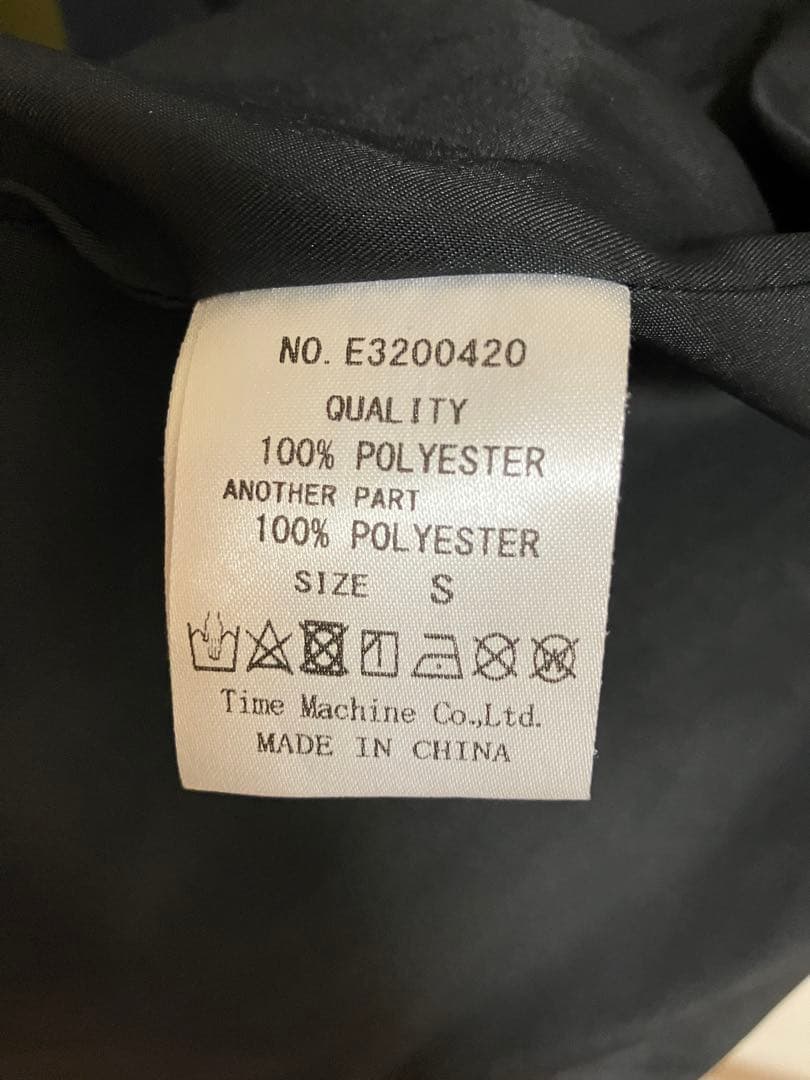 NO. E3200420
QUALITY
100% POLYESTER
ANOTHER PART
100% POLYESTER
SIZE S
W
Time Machine Co.,Ltd.
MADE IN CHINA